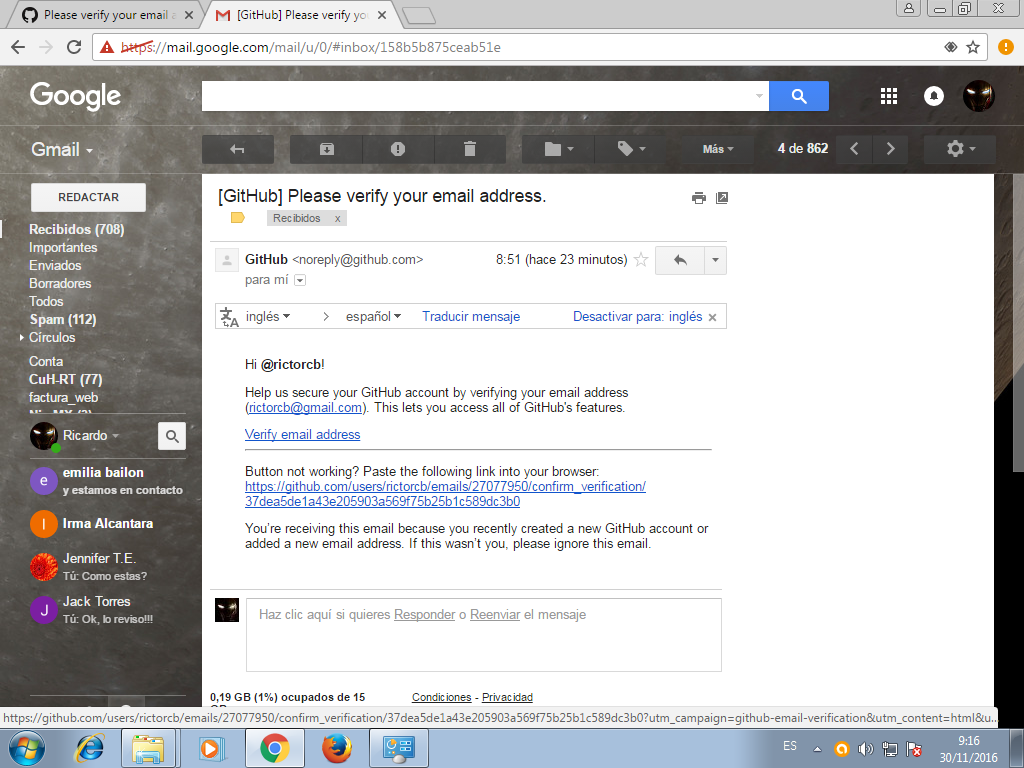 Please verify your email a
[GitHub] Please verify yo
https://mail.google.com/mail/u/0/#inbox/158b5b875ceab51e
Google
Gmail
Más
4 de 862
REDACTAR
Recibidos (708)
Importantes
Enviados
Borradores
Todos
Spam (112)
Círculos
Conta
CuH-RT (77)
factura_web
Ricardo
e
emilia bailon
y estamos en contacto
I
Irma Alcantara
Jennifer T.E.
Tú: Como estas?
J
Jack Torres
Tú: Ok, lo reviso!!!
[GitHub] Please verify your email address.
Recibidos x
GitHub <noreply@github.com>
8:51 (hace 23 minutos)
para mí
inglés
español
Traducir mensaje
Desactivar para: inglés
Hi @rictorcb!
Help us secure your GitHub account by verifying your email address
(rictorcb@gmail.com). This lets you access all of GitHub's features.
Verify email address
Button not working? Paste the following link into your browser:
https://github.com/users/rictorcb/emails/27077950/confirm_verification/
37dea5de1a43e205903a569f75b25b1c589dc3b0
You're receiving this email because you recently created a new GitHub account or
added a new email address. If this wasn't you, please ignore this email.
Haz clic aquí si quieres Responder o Reenviar el mensaje
0,19 GB (1%) ocupados de 15
Condiciones - Privacidad
https://github.com/users/rictorcb/emails/27077950/confirm_verification/37dea5de1a43e205903a569f75b25b1c589dc3b0?utm_campaign=github-email-verification&utm_content=html&u...
ES
9:16
30/11/2016